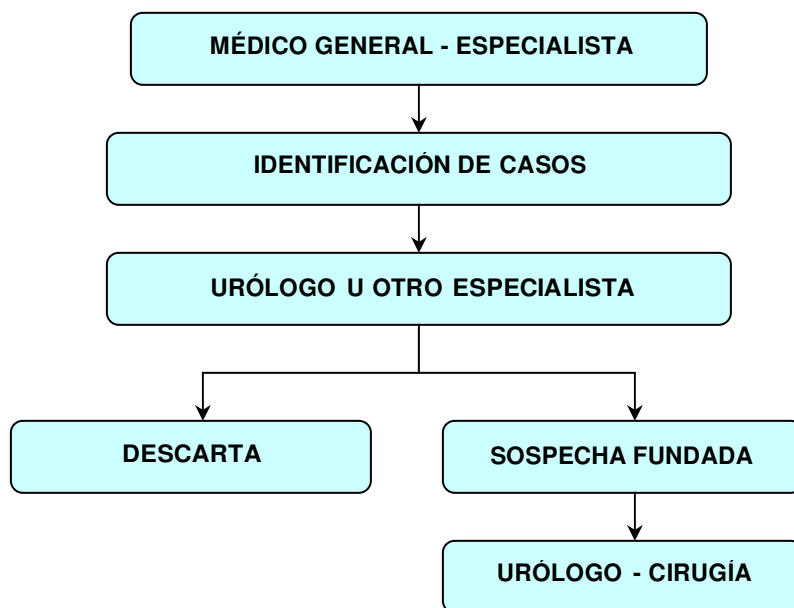 MÉDICO GENERAL - ESPECIALISTA
IDENTIFICACIÓN DE CASOS
URÓLOGO U OTRO ESPECIALISTA
DESCARTA
SOSPECHA FUNDADA
URÓLOGO - CIRUGÍA